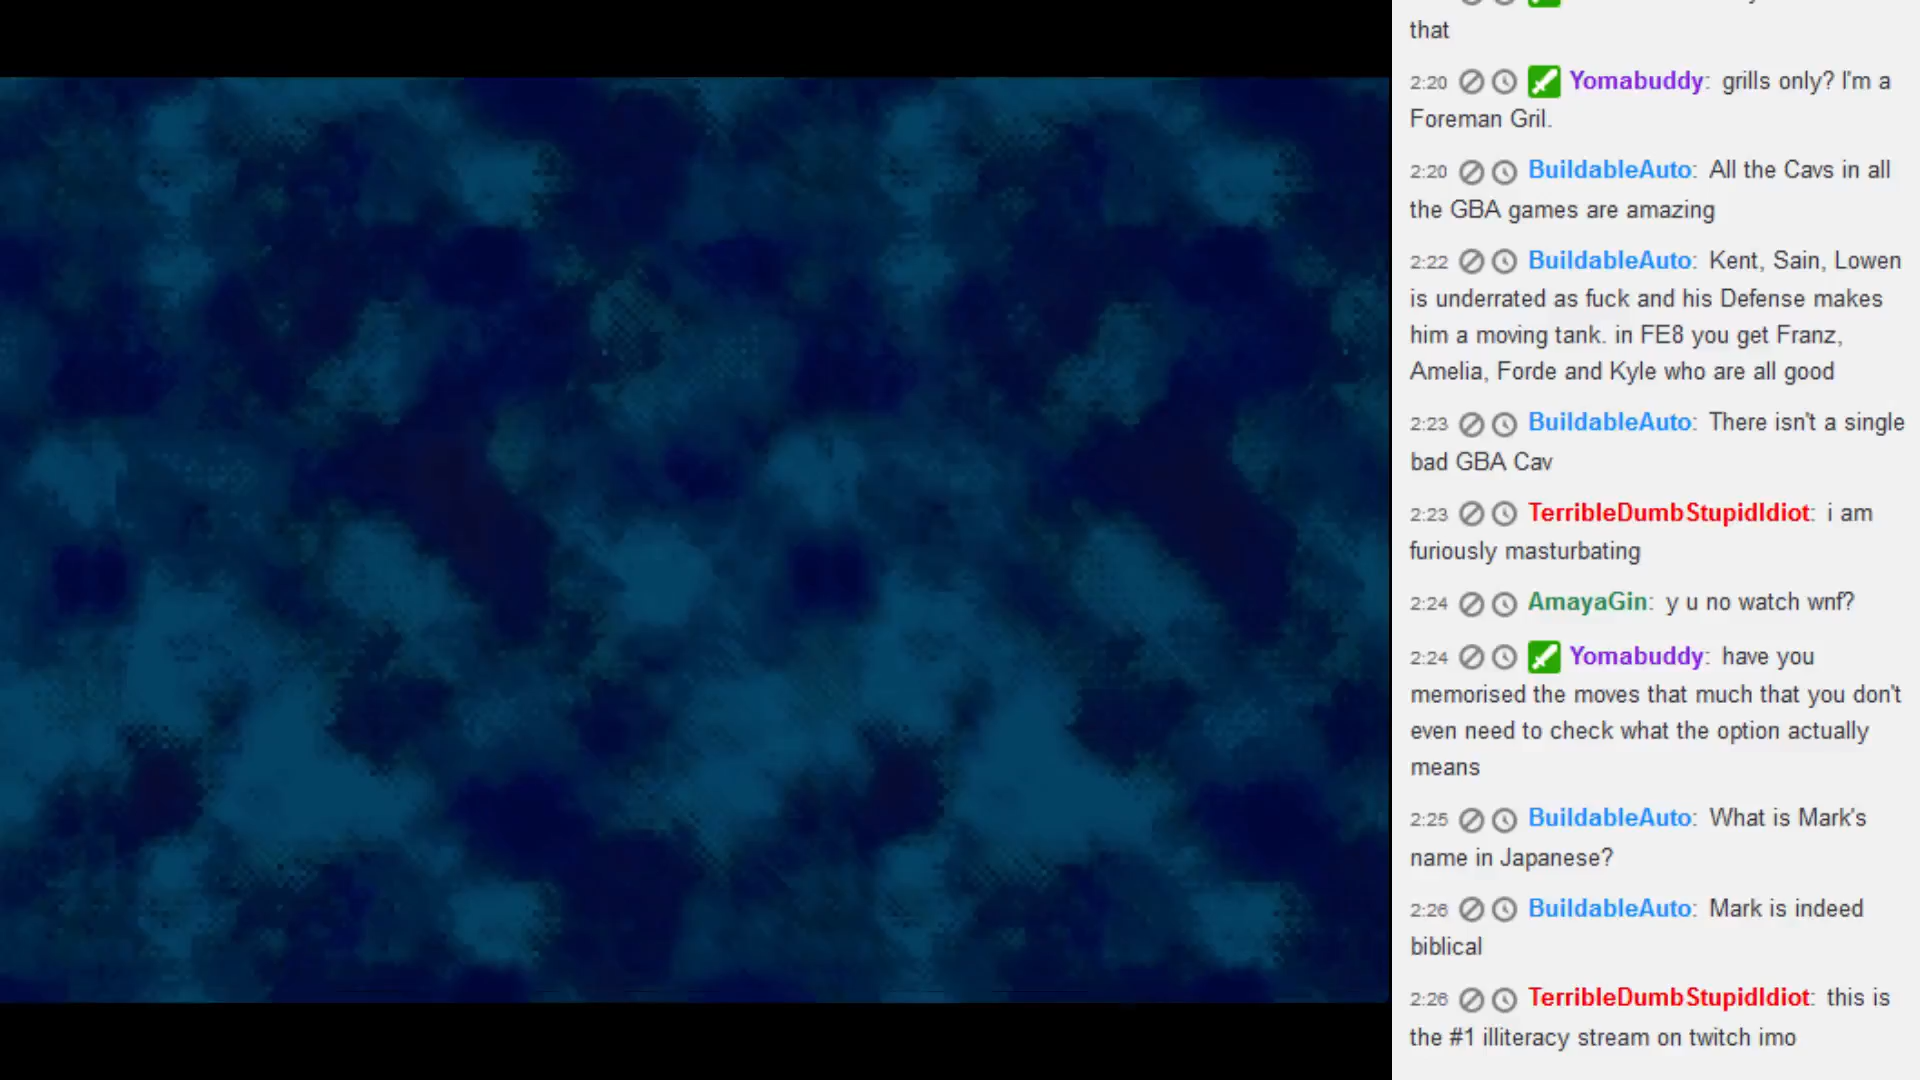 that
2:20 Yomabuddy: grills only? I'm a
Foreman Gril.
2:20 BuildableAuto: All the Cavs in all
the GBA games are amazing
2:22 BuildableAuto: Kent, Sain, Lowen
is underrated as fuck and his Defense makes
him a moving tank. in FE8 you get Franz,
Amelia, Forde and Kyle who are all good
2:23 BuildableAuto: There isn't a single
bad GBA Cav
2:23 TerribleDumbStupidIdiot: i am
furiously masturbating
2:24 AmayaGin: y u no watch wnf?
2:24 Yomabuddy: have you
memorised the moves that much that you don't
even need to check what the option actually
means
2:25 BuildableAuto: What is Mark's
name in Japanese?
2:26 BuildableAuto: Mark is indeed
biblical
2:26 TerribleDumbStupidIdiot: this is
the #1 illiteracy stream on twitch imo